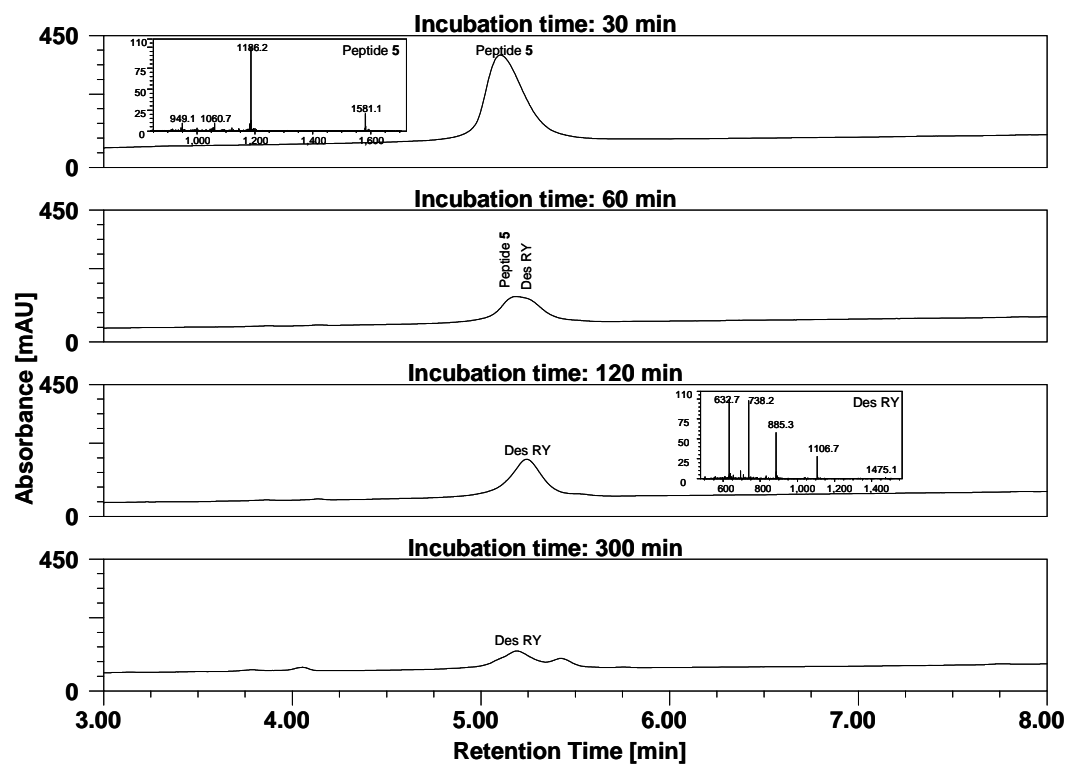 Incubation time: 30 min
450
0
110
75
50
25
0
Peptide 5
1186.2
949.1 1060.7
1581.1
1,000 1,200 1,400 1,600
Peptide 5
Incubation time: 60 min
450
0
Peptide 5
Des RY
Incubation time: 120 min
450
0
Des RY
110
75
50
25
0
632.7 738.2
Des RY
885.3
1106.7
1475.1
600 800 1,000 1,200 1,400
Incubation time: 300 min
450
0
Des RY
3.00 4.00 5.00 6.00 7.00 8.00
Retention Time [min]
Absorbance [mAU]